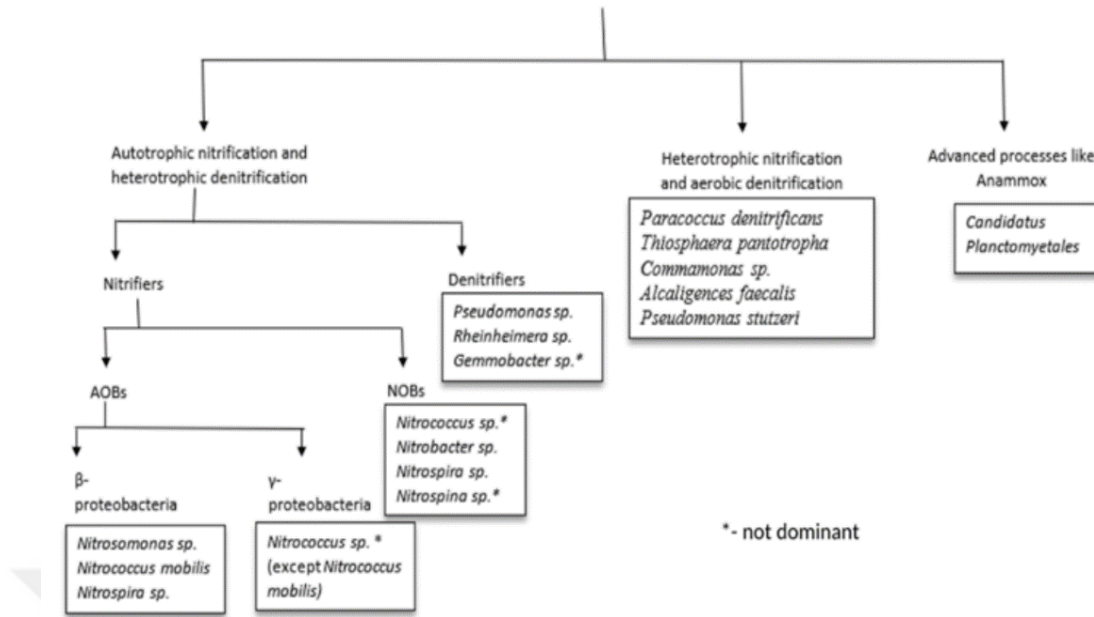 Autotrophic nitrification and
heterotrophic denitrification
Heterotrophic nitrification
and aerobic denitrification
Paracoccus denitrificans
Thiosphaera pantotropha
Commamonas sp.
Alcaligences faecalis
Pseudomonas stutzeri
Advanced processes like
Anammox
Candidatus
Planctomyetales
Nitrifiers
Denitrifiers
Pseudomonas sp.
Rheinheimera sp.
Gemmobacter sp.*
AOBs
NOBs
Nitrococcus sp.*
Nitrobacter sp.
Nitrospira sp.
Nitrospina sp.*
β-
proteobacteria
Nitrosomonas sp.
Nitrococcus mobilis
Nitrospira sp.
γ-
proteobacteria
Nitrococcus sp. *
(except Nitrococcus
mobilis)
*- not dominant